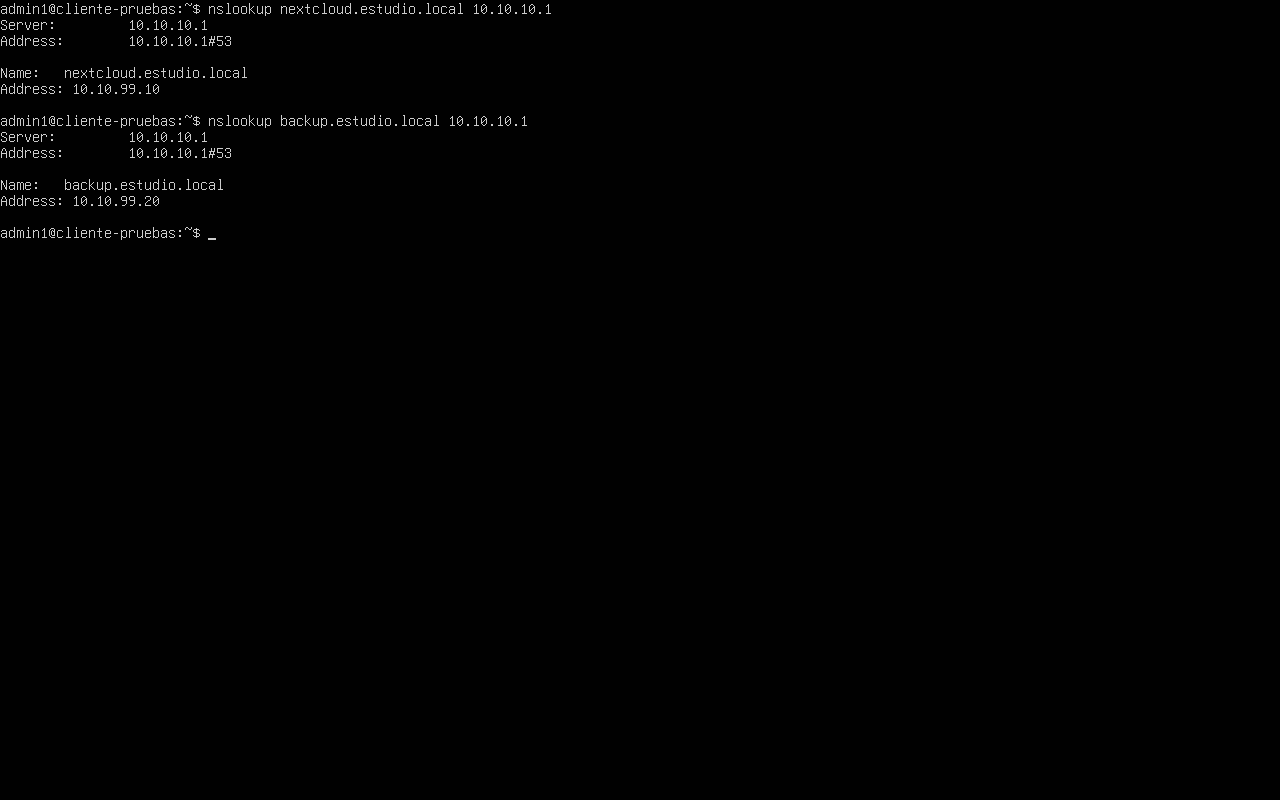 admin1@cliente-pruebas:~$ nslookup nextcloud.estudio.local 10.10.10.1
Server:         10.10.10.1
Address:        10.10.10.1#53

Name:   nextcloud.estudio.local
Address: 10.10.99.10

admin1@cliente-pruebas:~$ nslookup backup.estudio.local 10.10.10.1
Server:         10.10.10.1
Address:        10.10.10.1#53

Name:   backup.estudio.local
Address: 10.10.99.20

admin1@cliente-pruebas:~$ _